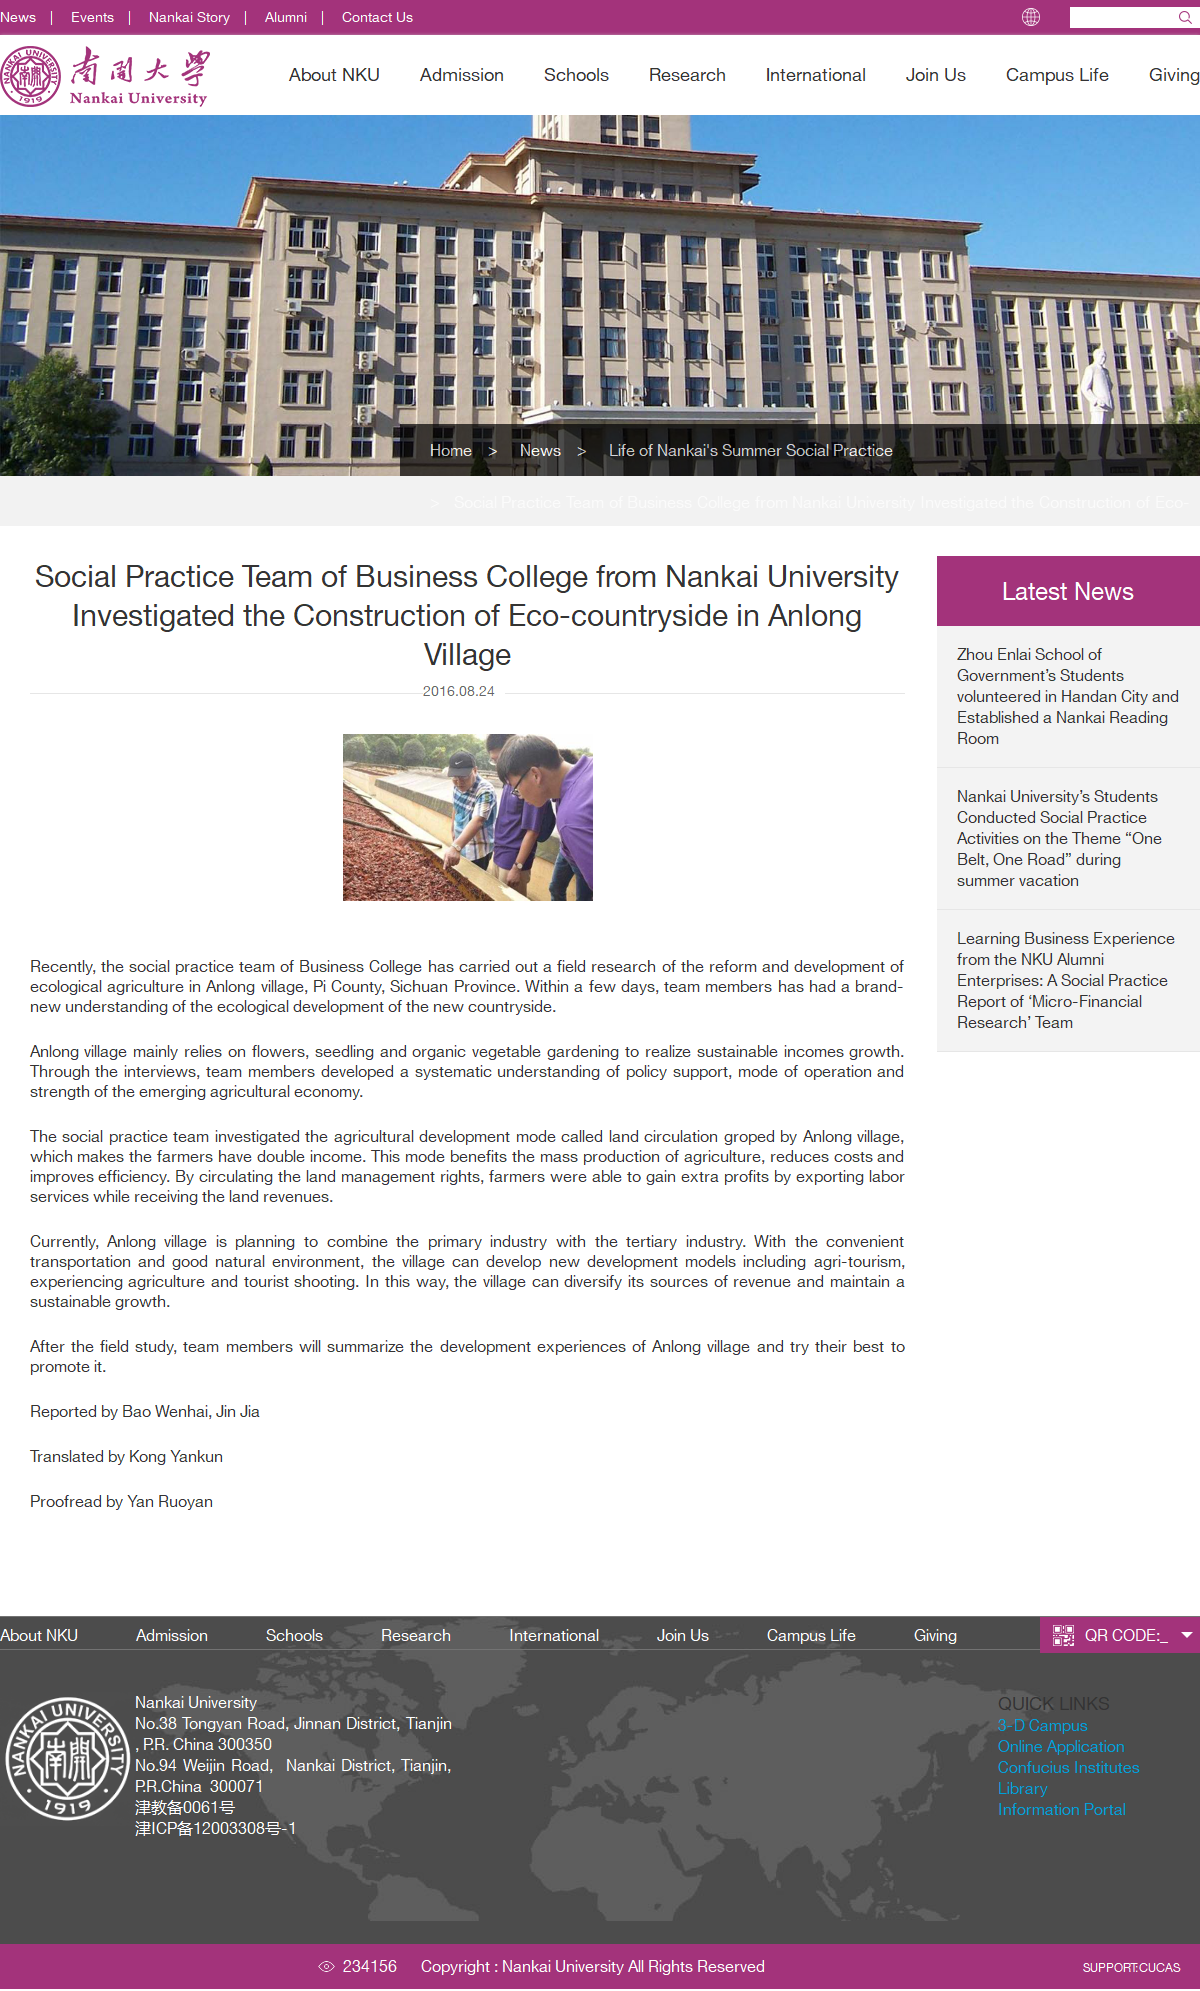 News | Events | Nankai Story | Alumni | Contact Us
NANKAI UNIVERSITY
南開
1919
南開大學
Nankai University
About NKU Admission Schools Research International Join Us Campus Life Giving
Home > News > Life of Nankai's Summer Social Practice
> Social Practice Team of Business College from Nankai University Investigated the Construction of Eco-
Social Practice Team of Business College from Nankai University
Investigated the Construction of Eco-countryside in Anlong
Village
2016.08.24
Recently, the social practice team of Business College has carried out a field research of the reform and development of
ecological agriculture in Anlong village, Pi County, Sichuan Province. Within a few days, team members has had a brand-
new understanding of the ecological development of the new countryside.
Anlong village mainly relies on flowers, seedling and organic vegetable gardening to realize sustainable incomes growth.
Through the interviews, team members developed a systematic understanding of policy support, mode of operation and
strength of the emerging agricultural economy.
The social practice team investigated the agricultural development mode called land circulation groped by Anlong village,
which makes the farmers have double income. This mode benefits the mass production of agriculture, reduces costs and
improves efficiency. By circulating the land management rights, farmers were able to gain extra profits by exporting labor
services while receiving the land revenues.
Currently, Anlong village is planning to combine the primary industry with the tertiary industry. With the convenient
transportation and good natural environment, the village can develop new development models including agri-tourism,
experiencing agriculture and tourist shooting. In this way, the village can diversify its sources of revenue and maintain a
sustainable growth.
After the field study, team members will summarize the development experiences of Anlong village and try their best to
promote it.
Reported by Bao Wenhai, Jin Jia
Translated by Kong Yankun
Proofread by Yan Ruoyan
Latest News
Zhou Enlai School of
Government’s Students
volunteered in Handan City and
Established a Nankai Reading
Room
Nankai University’s Students
Conducted Social Practice
Activities on the Theme “One
Belt, One Road” during
summer vacation
Learning Business Experience
from the NKU Alumni
Enterprises: A Social Practice
Report of ‘Micro-Financial
Research’ Team
About NKU Admission Schools Research International Join Us Campus Life Giving
QR CODE:_
NANKAI UNIVERSITY
南開
1919
Nankai University
No.38 Tongyan Road, Jinnan District, Tianjin
, P.R. China 300350
No.94 Weijin Road, Nankai District, Tianjin,
P.R.China 300071
津教备0061号
津ICP备12003308号-1
QUICK LINKS
3-D Campus
Online Application
Confucius Institutes
Library
Information Portal
234156 Copyright : Nankai University All Rights Reserved
SUPPORT:CUCAS